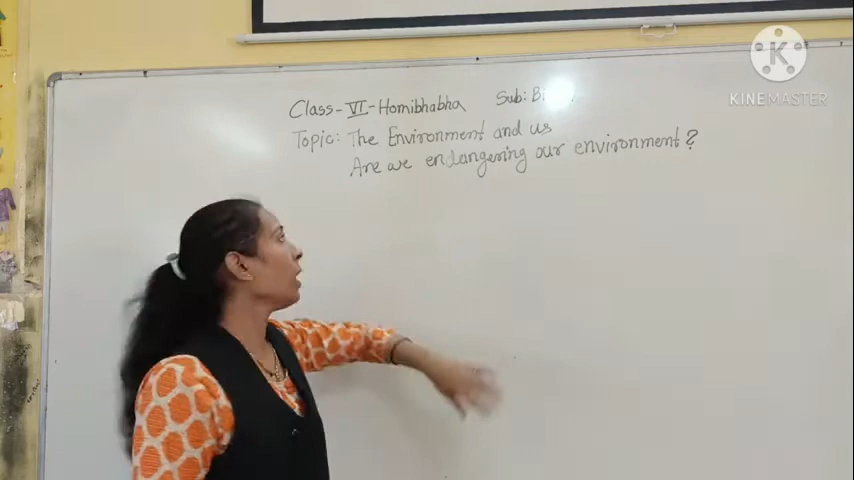 Class-VI-Homibhabha Sub:
Topic: The Environment and us
Are we endangering our environment?
K
KINEMASTER